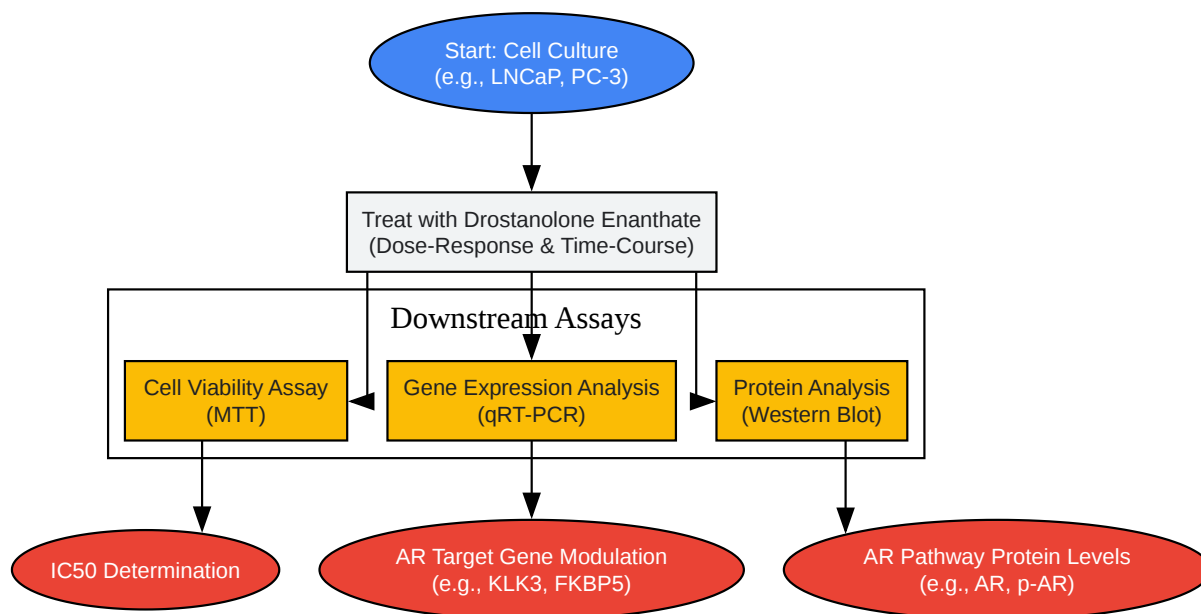 Start: Cell Culture
(e.g., LNCaP, PC-3)
Treat with Drostanolone Enanthate
(Dose-Response & Time-Course)
Downstream Assays
Cell Viability Assay
(MTT)
Gene Expression Analysis
(qRT-PCR)
Protein Analysis
(Western Blot)
IC50 Determination
AR Target Gene Modulation
(e.g., KLK3, FKBP5)
AR Pathway Protein Levels
(e.g., AR, p-AR)